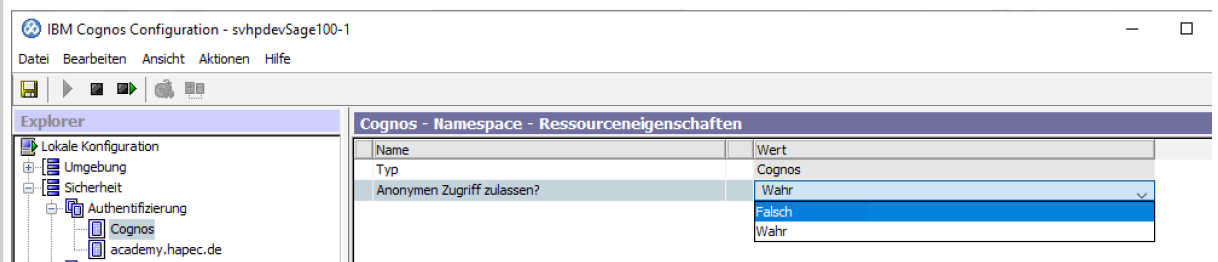 IBM Cognos Configuration - svhpdevSage100-1
Datei Bearbeiten Ansicht Aktionen Hilfe
Explorer
Lokale Konfiguration
Umgebung
Sicherheit
Authentifizierung
Cognos
academy.hapec.de
Cognos - Namespace - Ressourceneigenschaften
Name Wert
Typ Cognos
Anonymen Zugriff zulassen? Wahr
Falsch
Wahr